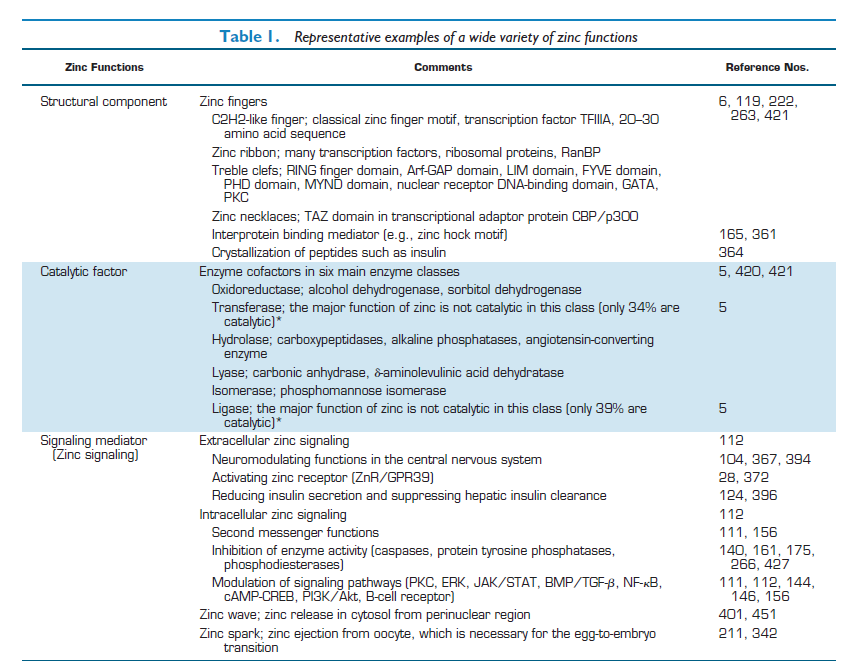 Table 1. Representative examples of a wide variety of zinc functions
Zinc Functions Comments Reference Nos.
Structural component Zinc fingers 6, 119, 222,
263, 421
C2H2-like finger; classical zinc finger motif, transcription factor TFIIIA, 20–30
amino acid sequence
Zinc ribbon; many transcription factors, ribosomal proteins, RanBP
Treble clefs; RING finger domain, Arf-GAP domain, LIM domain, FYVE domain,
PHD domain, MYND domain, nuclear receptor DNA-binding domain, GATA,
PKC
Zinc necklaces; TAZ domain in transcriptional adaptor protein CBP/p300
Interprotein binding mediator (e.g., zinc hock motif) 165, 361
Crystallization of peptides such as insulin 364
Catalytic factor Enzyme cofactors in six main enzyme classes 5, 420, 421
Oxidoreductase; alcohol dehydrogenase, sorbitol dehydrogenase
Transferase; the major function of zinc is not catalytic in this class (only 34% are 5
catalytic)*
Hydrolase; carboxypeptidases, alkaline phosphatases, angiotensin-converting
enzyme
Lyase; carbonic anhydrase, δ-aminolevulinic acid dehydratase
Isomerase; phosphomannose isomerase
Ligase; the major function of zinc is not catalytic in this class (only 39% are 5
catalytic)*
Signaling mediator Extracellular zinc signaling 112
(Zinc signaling)
Neuromodulating functions in the central nervous system 104, 367, 394
Activating zinc receptor (ZnR/GPR39) 28, 372
Reducing insulin secretion and suppressing hepatic insulin clearance 124, 396
Intracellular zinc signaling 112
Second messenger functions 111, 156
Inhibition of enzyme activity (caspases, protein tyrosine phosphatases, 140, 161, 175,
phosphodiesterases) 266, 427
Modulation of signaling pathways (PKC, ERK, JAK/STAT, BMP/TGF-β, NF-κB, 111, 112, 144,
cAMP-CREB, PI3K/Akt, B-cell receptor) 146, 156
Zinc wave; zinc release in cytosol from perinuclear region 401, 451
Zinc spark; zinc ejection from oocyte, which is necessary for the egg-to-embryo 211, 342
transition